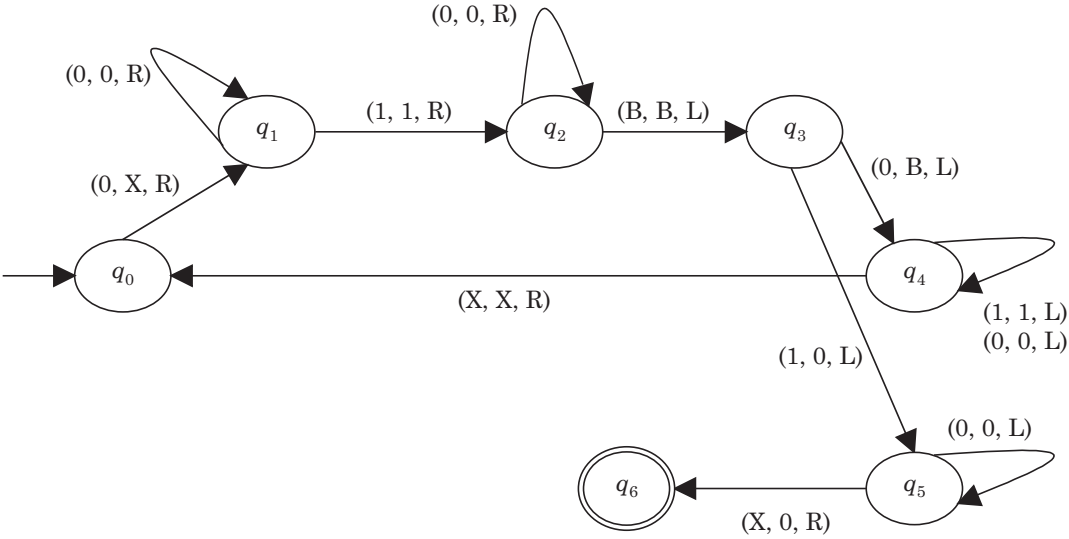 (0, 0, R)
(0, 0, R)
q1
(1, 1, R)
q2
(B, B, L)
q3
(0, X, R)
(0, B, L)
q0
(X, X, R)
q4
(1, 1, L)
(0, 0, L)
(1, 0, L)
(0, 0, L)
q6
(X, 0, R)
q5